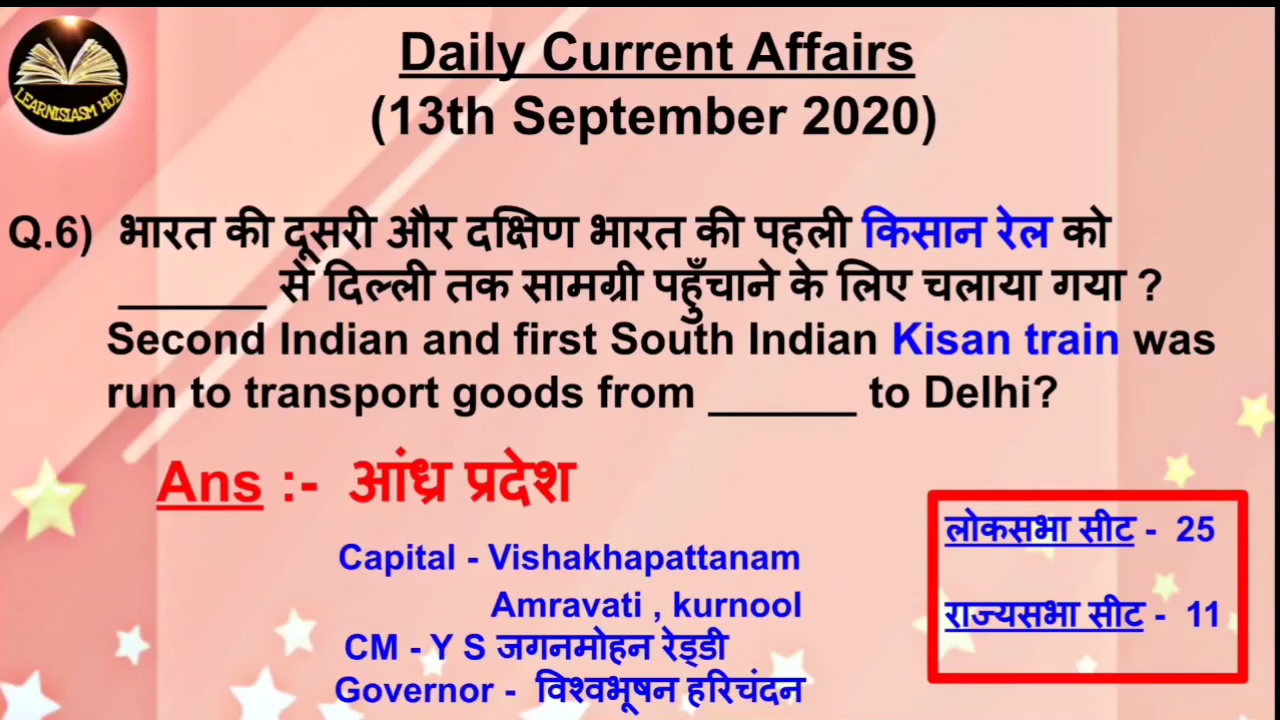 LEARNISIASM HUB
Daily Current Affairs
(13th September 2020)
Q.6) भारत की दूसरी और दक्षिण भारत की पहली किसान रेल को
______ से दिल्ली तक सामग्री पहुँचाने के लिए चलाया गया ?
Second Indian and first South Indian Kisan train was
run to transport goods from ______ to Delhi?
Ans :- आंध्र प्रदेश
Capital - Vishakhapattanam
Amravati , kurnool
CM - Y S जगनमोहन रेड्डी
Governor - विश्वभूषन हरिचंदन
लोकसभा सीट - 25
राज्यसभा सीट - 11